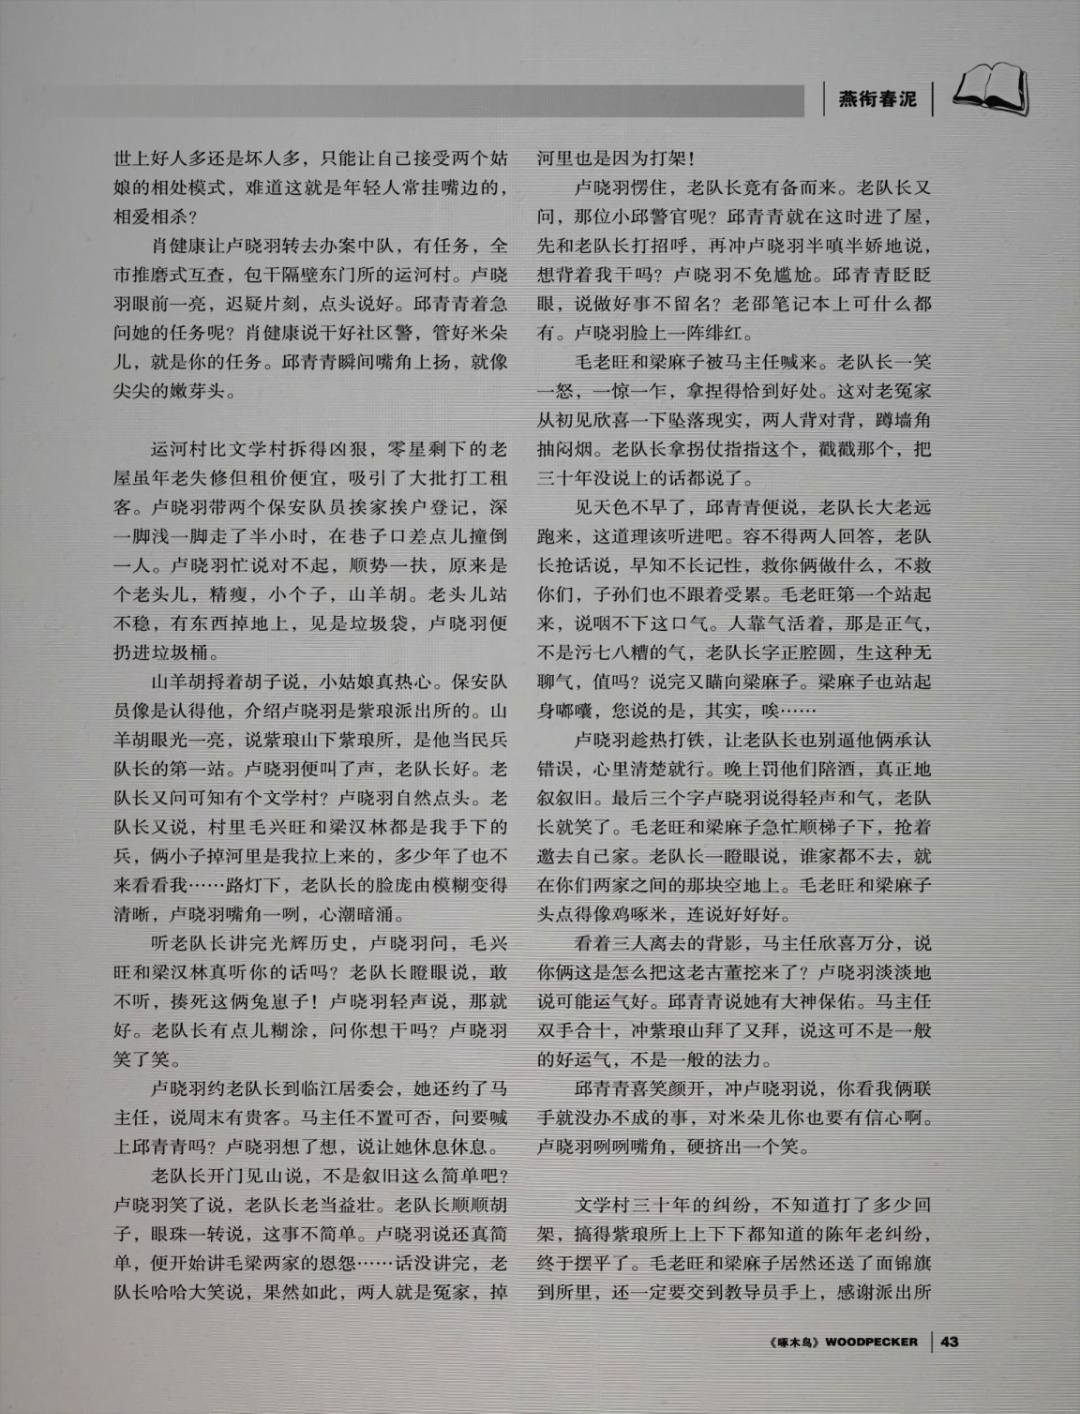 燕衔春泥
世上好人多还是坏人多，只能让自己接受两个姑
娘的相处模式，难道这就是年轻人常挂嘴边的，
相爱相杀？
肖健康让卢晓羽转去办案中队，有任务，全
市推磨式互查，包干隔壁东门所的运河村。卢晓
羽眼前一亮，迟疑片刻，点头说好。邱青青着急
问她的任务呢？肖健康说干好社区警，管好米朵
儿，就是你的任务。邱青青瞬间嘴角上扬，就像
尖尖的嫩芽头。
运河村比文学村拆得凶狠，零星剩下的老
屋虽年老失修但租价便宜，吸引了大批打工租
客。卢晓羽带两个保安队员挨家挨户登记，深
一脚浅一脚走了半小时，在巷子口差点儿撞倒
一人。卢晓羽忙说对不起，顺势一扶，原来是
个老头儿，精瘦，小个子，山羊胡。老头儿站
不稳，有东西掉地上，见是垃圾袋，卢晓羽便
扔进垃圾桶。
山羊胡捋着胡子说，小姑娘真热心。保安队
员像是认得他，介绍卢晓羽是紫琅派出所的。山
羊胡眼光一亮，说紫琅山下紫琅所，是他当民兵
队长的第一站。卢晓羽便叫了声，老队长好。老
队长又问可知有个文学村？卢晓羽自然点头。老
队长又说，村里毛兴旺和梁汉林都是我手下的
兵，俩小子掉河里是我拉上来的，多少年了也不
来看看我……路灯下，老队长的脸庞由模糊变得
清晰，卢晓羽嘴角一咧，心潮暗涌。
听老队长讲完光辉历史，卢晓羽问，毛兴
旺和梁汉林真听你的话吗？老队长瞪眼说，敢
不听，揍死这俩兔崽子！卢晓羽轻声说，那就
好。老队长有点儿糊涂，问你想干吗？卢晓羽
笑了笑。
卢晓羽约老队长到临江居委会，她还约了马
主任，说周末有贵客。马主任不置可否，问要喊
上邱青青吗？卢晓羽想了想，说让她休息休息。
老队长开门见山说，不是叙旧这么简单吧？
卢晓羽笑了说，老队长老当益壮。老队长顺顺胡
子，眼珠一转说，这事不简单。卢晓羽说还真简
单，便开始讲毛梁两家的恩怨……话没讲完，老
队长哈哈大笑说，果然如此，两人就是冤家，掉
河里也是因为打架！
卢晓羽愣住，老队长竟有备而来。老队长又
问，那位小邱警官呢？邱青青就在这时进了屋，
先和老队长打招呼，再冲卢晓羽半嗔半娇地说，
想背着我干吗？卢晓羽不免尴尬。邱青青眨眨
眼，说做好事不留名？老邵笔记本上可什么都
有。卢晓羽脸上一阵绯红。
毛老旺和梁麻子被马主任喊来。老队长一笑
一怒，一惊一乍，拿捏得恰到好处。这对老冤家
从初见欣喜一下坠落现实，两人背对背，蹲墙角
抽闷烟。老队长拿拐仗指指这个，戳戳那个，把
三十年没说上的话都说了。
见天色不早了，邱青青便说，老队长大老远
跑来，这道理该听进吧。容不得两人回答，老队
长抢话说，早知不长记性，救你俩做什么，不救
你们，子孙们也不跟着受累。毛老旺第一个站起
来，说咽不下这口气。人靠气活着，那是正气，
不是污七八糟的气，老队长字正腔圆，生这种无
聊气，值吗？说完又瞄向梁麻子。梁麻子也站起
身嘟囔，您说的是，其实，唉……
卢晓羽趁热打铁，让老队长也别逼他俩承认
错误，心里清楚就行。晚上罚他们陪酒，真正地
叙叙旧。最后三个字卢晓羽说得轻声和气，老队
长就笑了。毛老旺和梁麻子急忙顺梯子下，抢着
邀去自己家。老队长一瞪眼说，谁家都不去，就
在你们两家之间的那块空地上。毛老旺和梁麻子
头点得像鸡啄米，连说好好好。
看着三人离去的背影，马主任欣喜万分，说
你俩这是怎么把这老古董挖来了？卢晓羽淡淡地
说可能运气好。邱青青说她有大神保佑。马主任
双手合十，冲紫琅山拜了又拜，说这可不是一般
的好运气，不是一般的法力。
邱青青喜笑颜开，冲卢晓羽说，你看我俩联
手就没办不成的事，对米朵儿你也要有信心啊。
卢晓羽咧咧嘴角，硬挤出一个笑。
文学村三十年的纠纷，不知道打了多少回
架，搞得紫琅所上上下下都知道的陈年老纠纷，
终于摆平了。毛老旺和梁麻子居然还送了面锦旗
到所里，还一定要交到教导员手上，感谢派出所
《啄木鸟》WOODPECKER 43